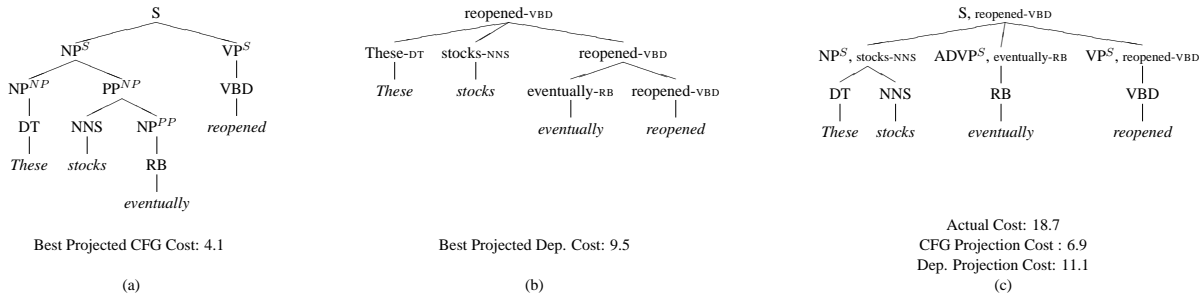 S
NP^S VP^S
NP^NP PP^NP VBD
DT NNS NP^PP reopened
These stocks RB
eventually
Best Projected CFG Cost: 4.1
(a)
reopened-VBD
These-DT stocks-NNS reopened-VBD
These stocks eventually-RB reopened-VBD
eventually reopened
Best Projected Dep. Cost: 9.5
(b)
S, reopened-VBD
NP^S, stocks-NNS ADVP^S, eventually-RB VP^S, reopened-VBD
DT NNS RB VBD
These stocks eventually reopened
Actual Cost: 18.7
CFG Projection Cost : 6.9
Dep. Projection Cost: 11.1
(c)